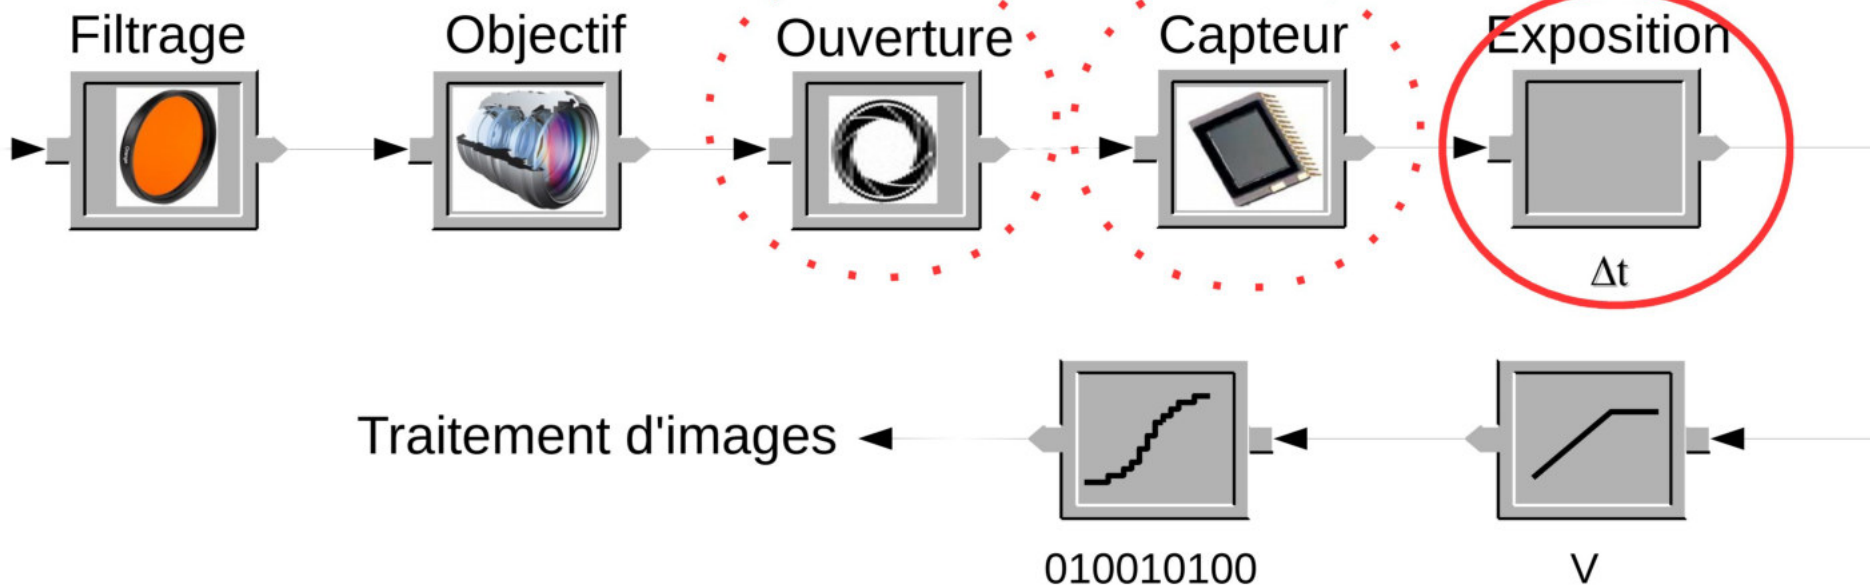 Filtrage
Objectif
Ouverture
Capteur
Exposition
Δt
Traitement d'images
010010100
V